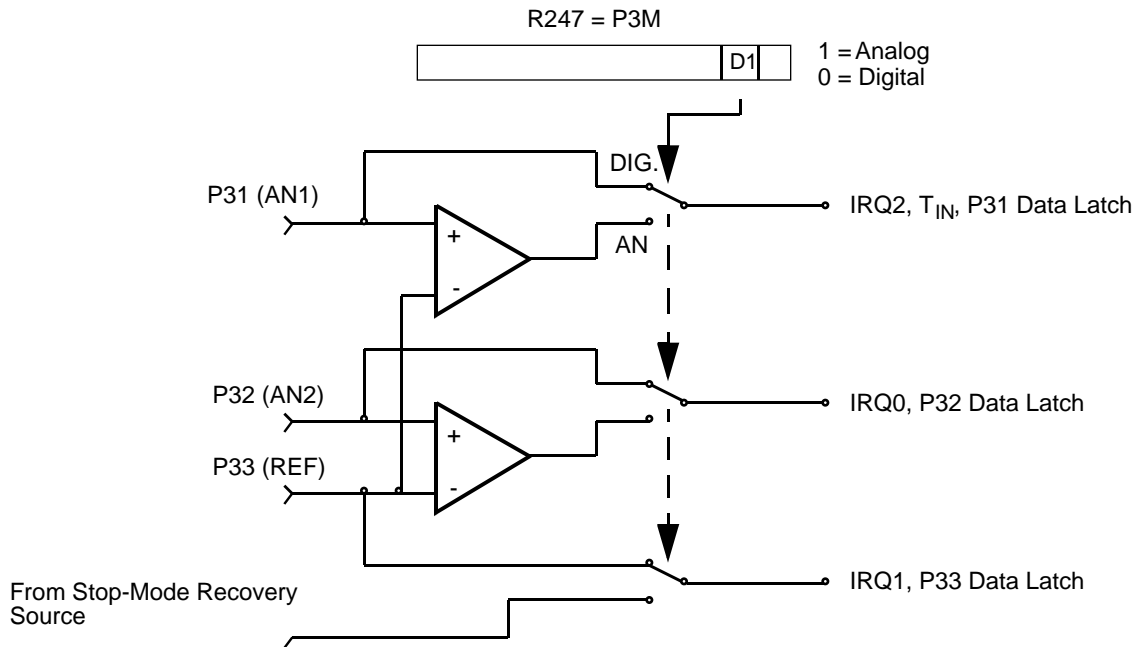 R247 = P3M
D1
1 = Analog
0 = Digital
DIG.
P31 (AN1)
+
IRQ2, TIN, P31 Data Latch
AN
-
P32 (AN2)
+
IRQ0, P32 Data Latch
P33 (REF)
-
From Stop-Mode Recovery
Source
IRQ1, P33 Data Latch